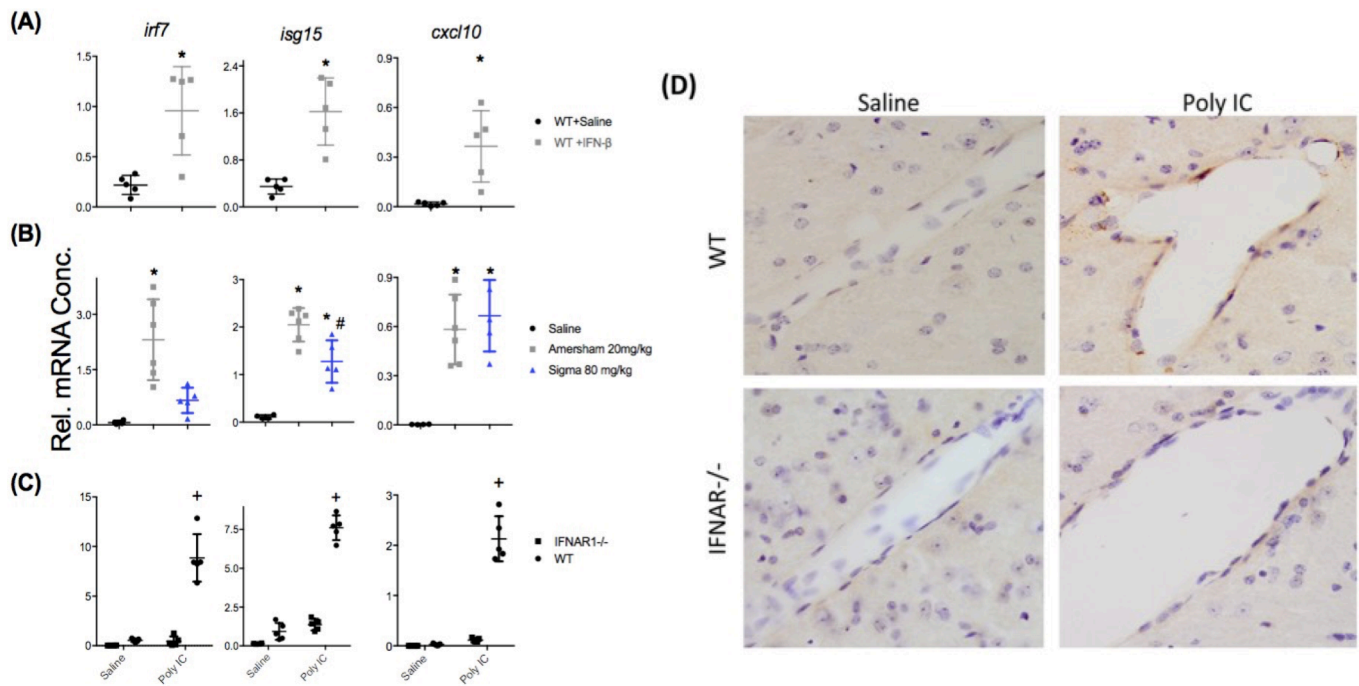 (A)
irf7
isg15
cxcl10
1.5
1.0
0.5
0.0
*
2.4
1.6
0.8
0.0
*
0.9
0.6
0.3
0.0
*
WT+Saline
WT +IFN-β
(B)
Rel. mRNA Conc.
3.0
1.5
0.0
*
3
2
1
0
*
* #
0.9
0.6
0.3
0.0
*
*
Saline
Amersham 20mg/kg
Sigma 80 mg/kg
(C)
15
10
5
0
+
7.5
5.0
2.5
0.0
+
3
2
1
0
+
IFNAR1-/-
WT
Saline
Poly IC
Saline
Poly IC
Saline
Poly IC
(D)
Saline
Poly IC
WT
IFNAR-/-